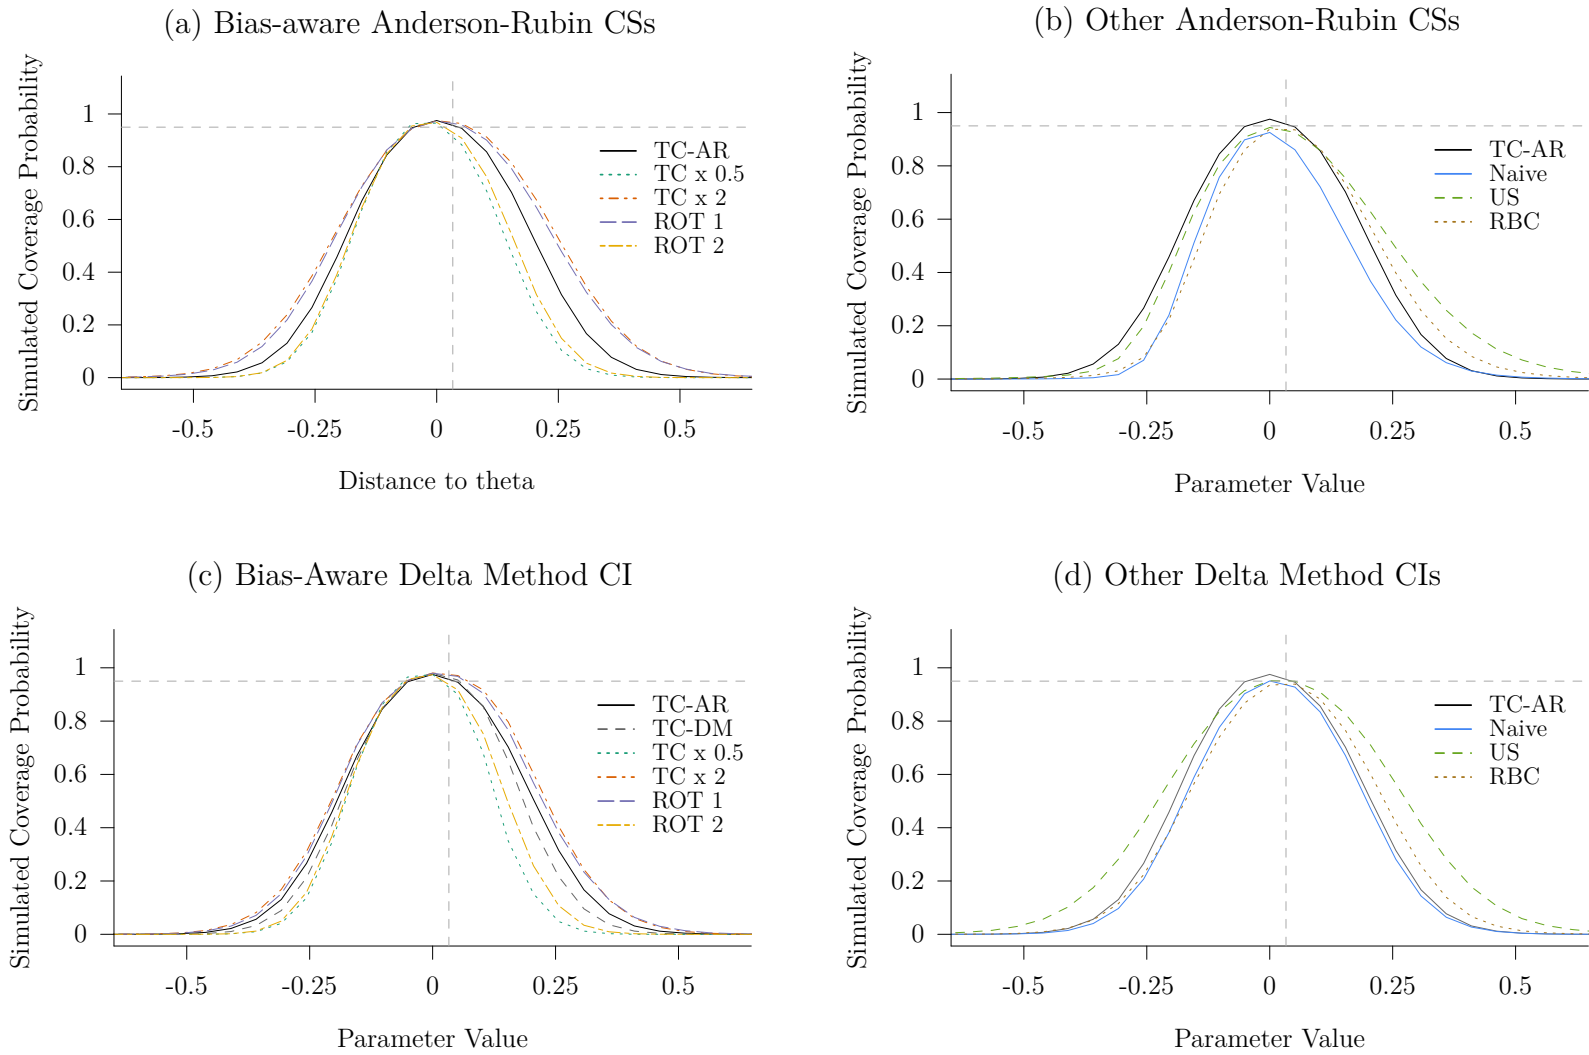 (a) Bias-aware Anderson-Rubin CSs
Simulated Coverage Probability
1
0.8
0.6
0.4
0.2
0
TC-AR
TC x 0.5
TC x 2
ROT 1
ROT 2
-0.5
-0.25
0
0.25
0.5
Distance to theta
(b) Other Anderson-Rubin CSs
Simulated Coverage Probability
1
0.8
0.6
0.4
0.2
0
TC-AR
Naive
US
RBC
-0.5
-0.25
0
0.25
0.5
Parameter Value
(c) Bias-Aware Delta Method CI
Simulated Coverage Probability
1
0.8
0.6
0.4
0.2
0
TC-AR
TC-DM
TC x 0.5
TC x 2
ROT 1
ROT 2
-0.5
-0.25
0
0.25
0.5
Parameter Value
(d) Other Delta Method CIs
Simulated Coverage Probability
1
0.8
0.6
0.4
0.2
0
TC-AR
Naive
US
RBC
-0.5
-0.25
0
0.25
0.5
Parameter Value